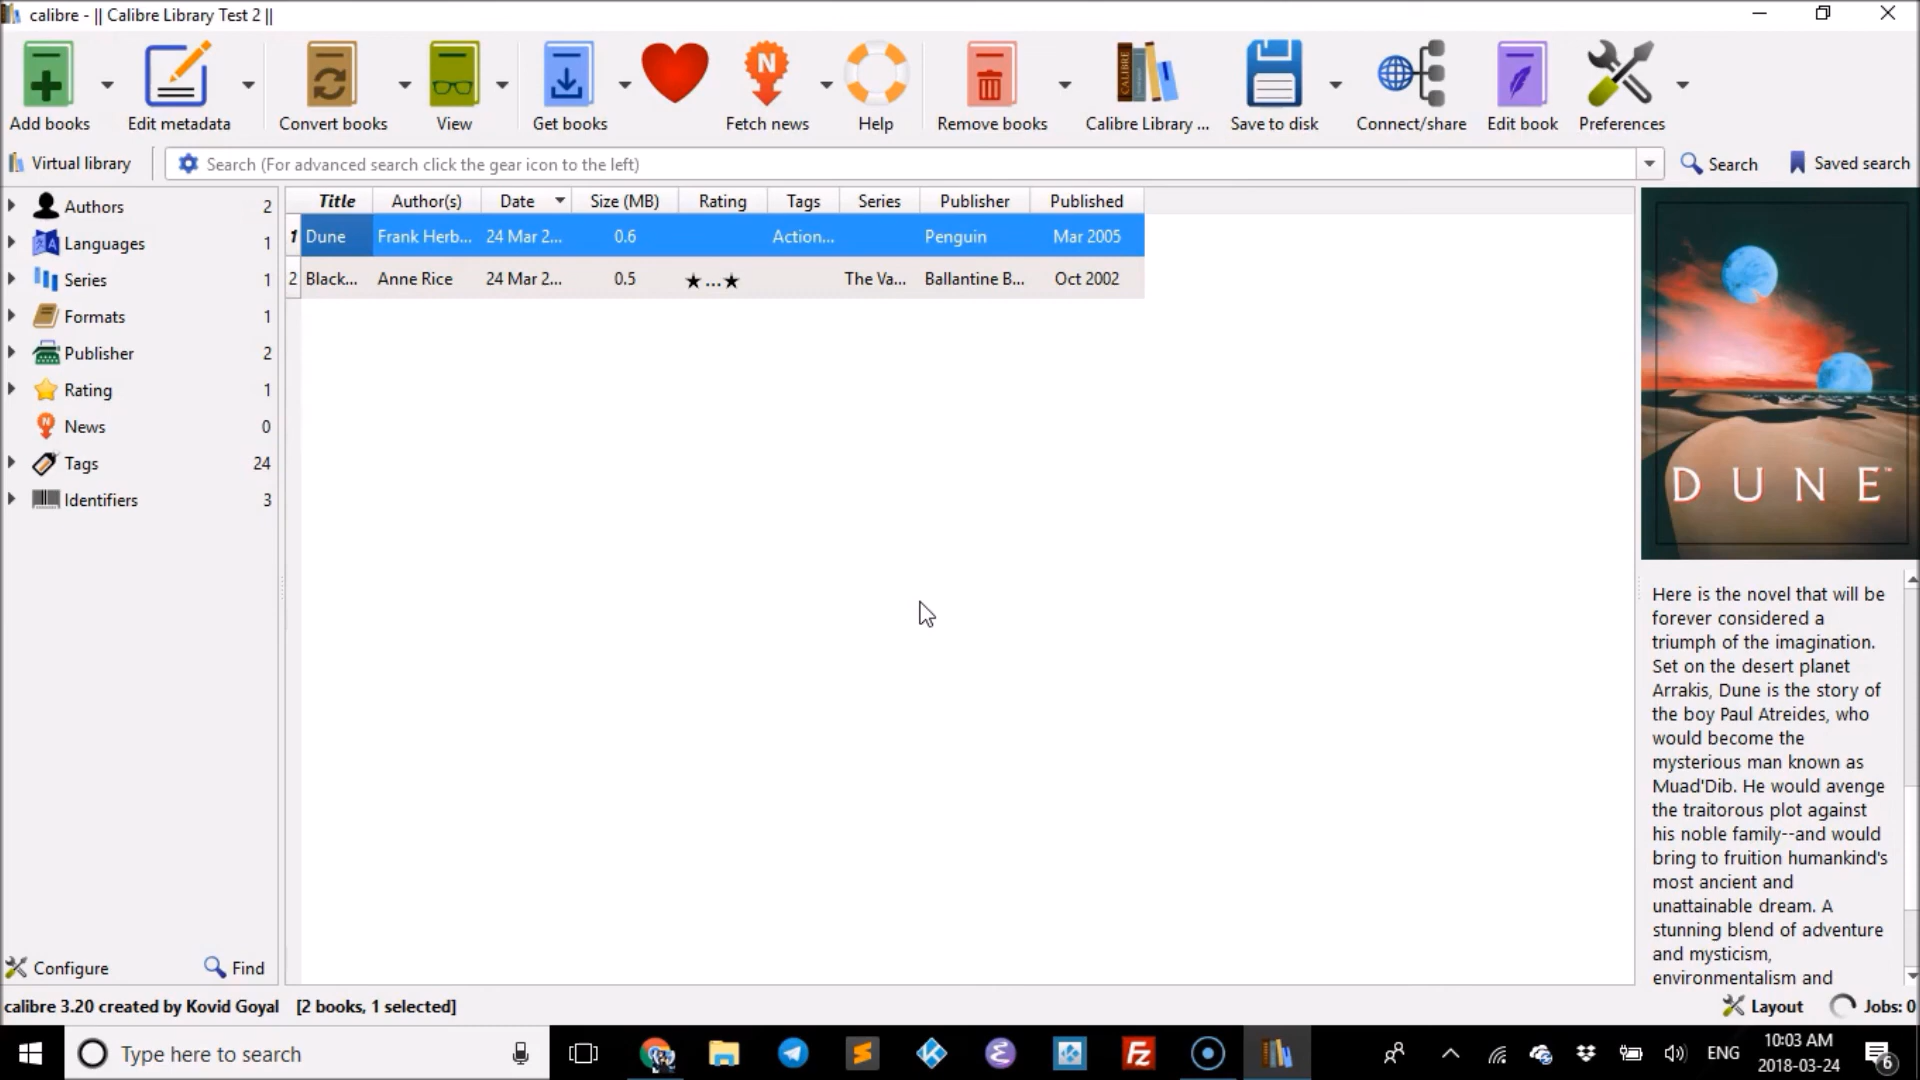 calibre - || Calibre Library Test 2 ||
Add books
Edit metadata
Convert books
View
Get books
Fetch news
Help
Remove books
Calibre Library ...
Save to disk
Connect/share
Edit book
Preferences
Virtual library
Search (For advanced search click the gear icon to the left)
Search
Saved search
Authors 2
Languages 1
Series 1
Formats 1
Publisher 2
Rating 1
News 0
Tags 24
Identifiers 3
Title Author(s) Date Size (MB) Rating Tags Series Publisher Published
1 Dune Frank Herb... 24 Mar 2... 0.6 Action... Penguin Mar 2005
2 Black... Anne Rice 24 Mar 2... 0.5 ★...★ The Va... Ballantine B... Oct 2002
DUNE™
Here is the novel that will be
forever considered a
triumph of the imagination.
Set on the desert planet
Arrakis, Dune is the story of
the boy Paul Atreides, who
would become the
mysterious man known as
Muad'Dib. He would avenge
the traitorous plot against
his noble family--and would
bring to fruition humankind's
most ancient and
unattainable dream. A
stunning blend of adventure
and mysticism,
environmentalism and
Configure
Find
calibre 3.20 created by Kovid Goyal [2 books, 1 selected]
Layout
Jobs: 0
Type here to search
ENG
10:03 AM
2018-03-24
6